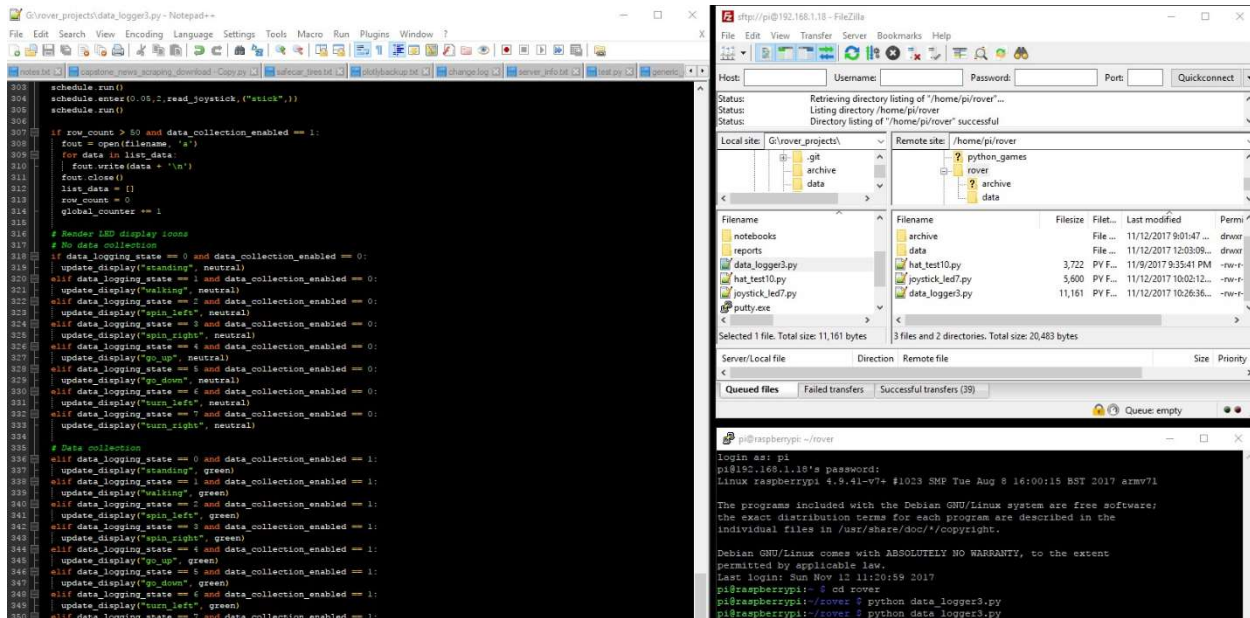 G:\rover_projects\data_logger3.py - Notepad++
File Edit Search View Encoding Language Settings Tools Macro Run Plugins Window ?
notes.txt capstone_news_scraping_download - Copy.py safecar_tires.txt plotlybackup.txt change.log server_info.txt test.py generic_
303 schedule.run()
304 schedule.enter(0.05,2,read_joystick,("stick",))
305 schedule.run()
306
307 if row_count > 50 and data_collection_enabled == 1:
308 fout = open(filename, 'a')
309 for data in list_data:
310 fout.write(data + '\n')
311 fout.close()
312 list_data = []
313 row_count = 0
314 global_counter += 1
315
316 # Render LED display icons
317 # No data collection
318 if data_logging_state == 0 and data_collection_enabled == 0:
319 update_display("standing", neutral)
320 elif data_logging_state == 1 and data_collection_enabled == 0:
321 update_display("walking", neutral)
322 elif data_logging_state == 2 and data_collection_enabled == 0:
323 update_display("spin_left", neutral)
324 elif data_logging_state == 3 and data_collection_enabled == 0:
325 update_display("spin_right", neutral)
326 elif data_logging_state == 4 and data_collection_enabled == 0:
327 update_display("go_up", neutral)
328 elif data_logging_state == 5 and data_collection_enabled == 0:
329 update_display("go_down", neutral)
330 elif data_logging_state == 6 and data_collection_enabled == 0:
331 update_display("turn_left", neutral)
332 elif data_logging_state == 7 and data_collection_enabled == 0:
333 update_display("turn_right", neutral)
334
335 # Data collection
336 elif data_logging_state == 0 and data_collection_enabled == 1:
337 update_display("standing", green)
338 elif data_logging_state == 1 and data_collection_enabled == 1:
339 update_display("walking", green)
340 elif data_logging_state == 2 and data_collection_enabled == 1:
341 update_display("spin_left", green)
342 elif data_logging_state == 3 and data_collection_enabled == 1:
343 update_display("spin_right", green)
344 elif data_logging_state == 4 and data_collection_enabled == 1:
345 update_display("go_up", green)
346 elif data_logging_state == 5 and data_collection_enabled == 1:
347 update_display("go_down", green)
348 elif data_logging_state == 6 and data_collection_enabled == 1:
349 update_display("turn_left", green)
350 elif data_logging_state == 7 and data_collection_enabled == 1:
sftp://pi@192.168.1.18 - FileZilla
File Edit View Transfer Server Bookmarks Help
Host: Username: Password: Port: Quickconnect
Status: Retrieving directory listing of "/home/pi/rover"...
Status: Listing directory /home/pi/rover
Status: Directory listing of "/home/pi/rover" successful
Local site: G:\rover_projects\ Remote site: /home/pi/rover
.git python_games
archive rover
data archive
data
Filename Filename Filesize Filet... Last modified Permi
notebooks archive File ... 11/12/2017 9:01:47 ... drwxr
reports data File ... 11/12/2017 12:03:09... drwxr
data_logger3.py hat_test10.py 3,722 PY F... 11/9/2017 9:35:41 PM -rw-r-
hat_test10.py joystick_led7.py 5,600 PY F... 11/12/2017 10:02:12... -rw-r-
joystick_led7.py data_logger3.py 11,161 PY F... 11/12/2017 10:26:36... -rw-r-
putty.exe
Selected 1 file. Total size: 11,161 bytes 3 files and 2 directories. Total size: 20,483 bytes
Server/Local file Direction Remote file Size Priority
Queued files Failed transfers Successful transfers (39)
Queue: empty
pi@raspberrypi: ~/rover
login as: pi
pi@192.168.1.18's password:
Linux raspberrypi 4.9.41-v7+ #1023 SMP Tue Aug 8 16:00:15 BST 2017 armv7l
The programs included with the Debian GNU/Linux system are free software;
the exact distribution terms for each program are described in the
individual files in /usr/share/doc/*/copyright.
Debian GNU/Linux comes with ABSOLUTELY NO WARRANTY, to the extent
permitted by applicable law.
Last login: Sun Nov 12 11:20:59 2017
pi@raspberrypi:~ $ cd rover
pi@raspberrypi:~/rover $ python data_logger3.py
pi@raspberrypi:~/rover $ python data_logger3.py